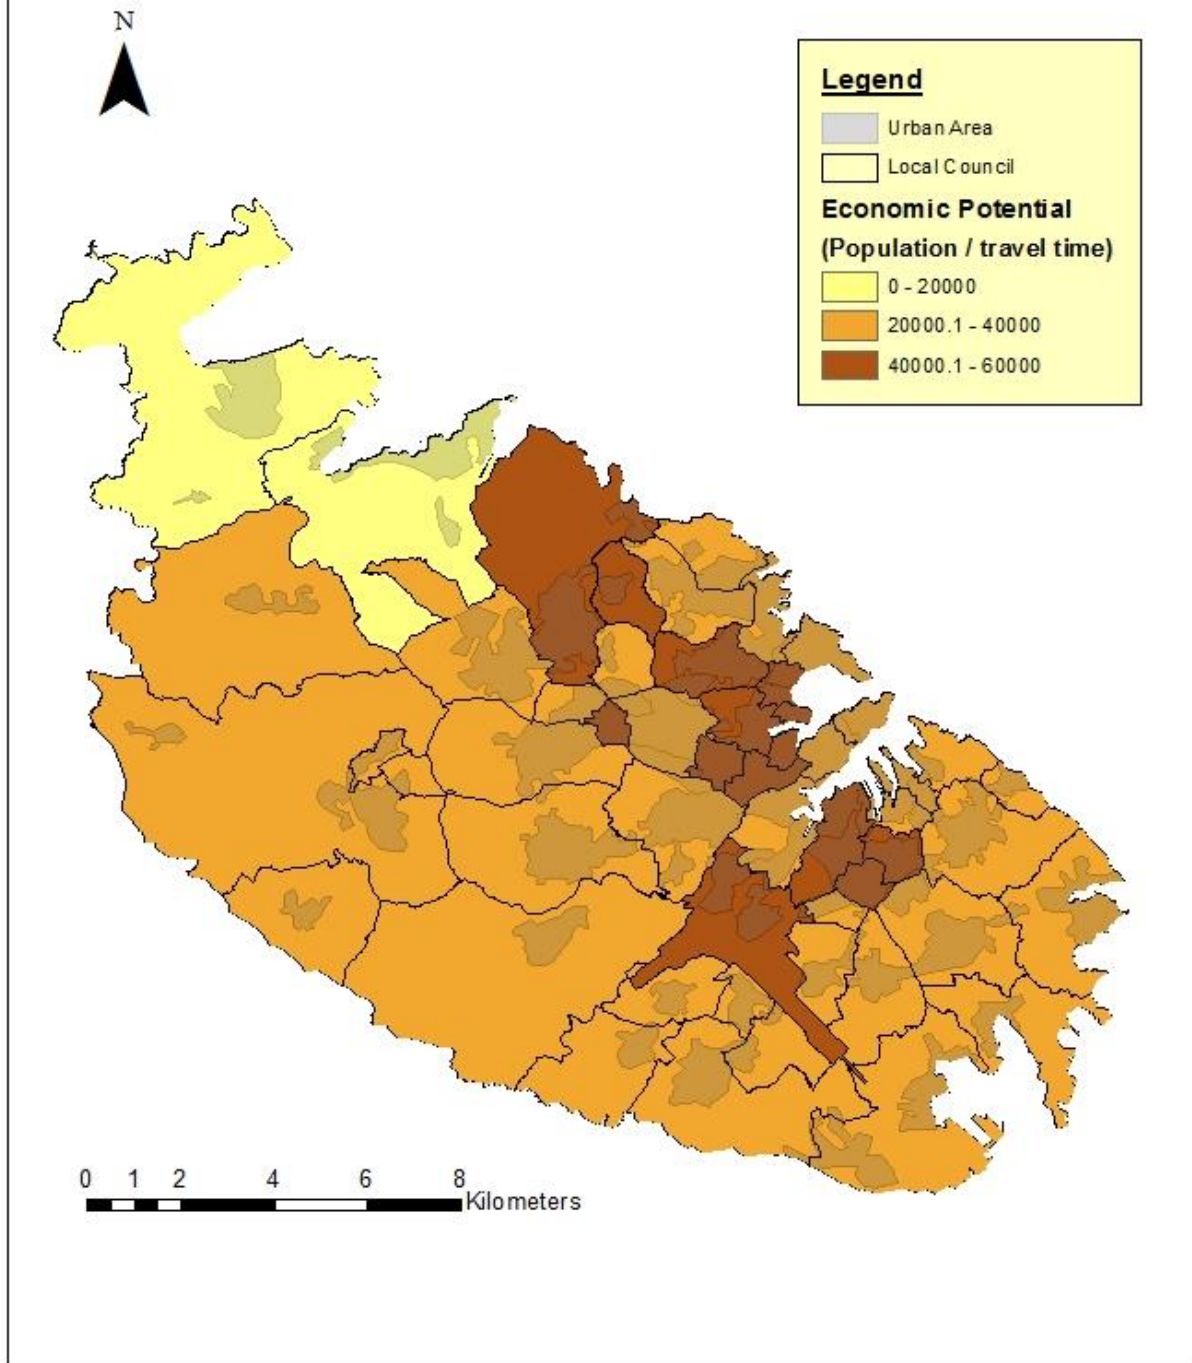 N
Legend
Urban Area
Local Council
Economic Potential
(Population / travel time)
0 - 20000
20000.1 - 40000
40000.1 - 60000
0 1 2 4 6 8
Kilometers